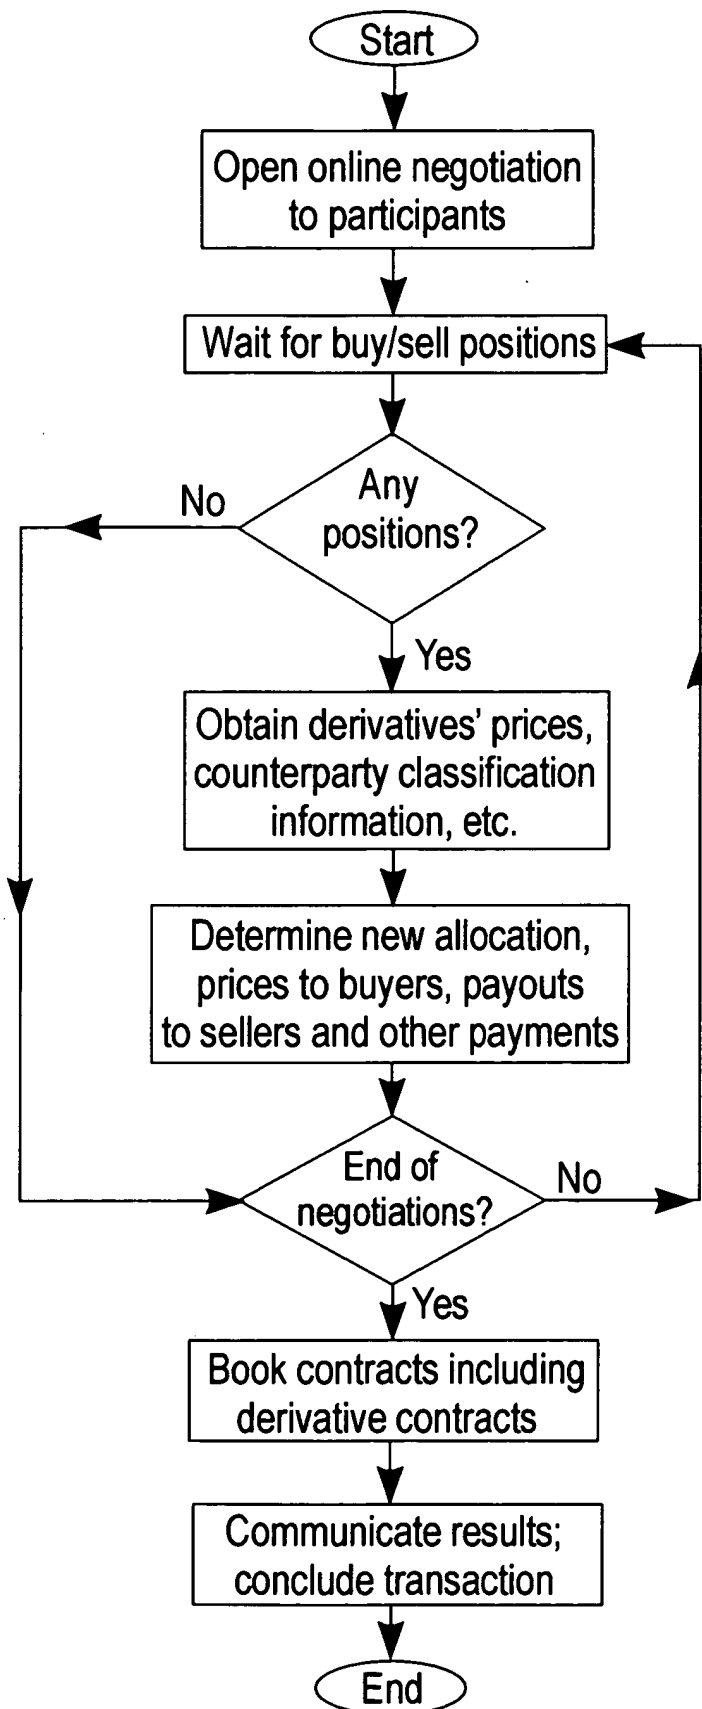 Start
Open online negotiation
to participants
Wait for buy/sell positions
Any
positions?
No
Yes
Obtain derivatives' prices,
counterparty classification
information, etc.
Determine new allocation,
prices to buyers, payouts
to sellers and other payments
End of
negotiations?
No
Yes
Book contracts including
derivative contracts
Communicate results;
conclude transaction
End